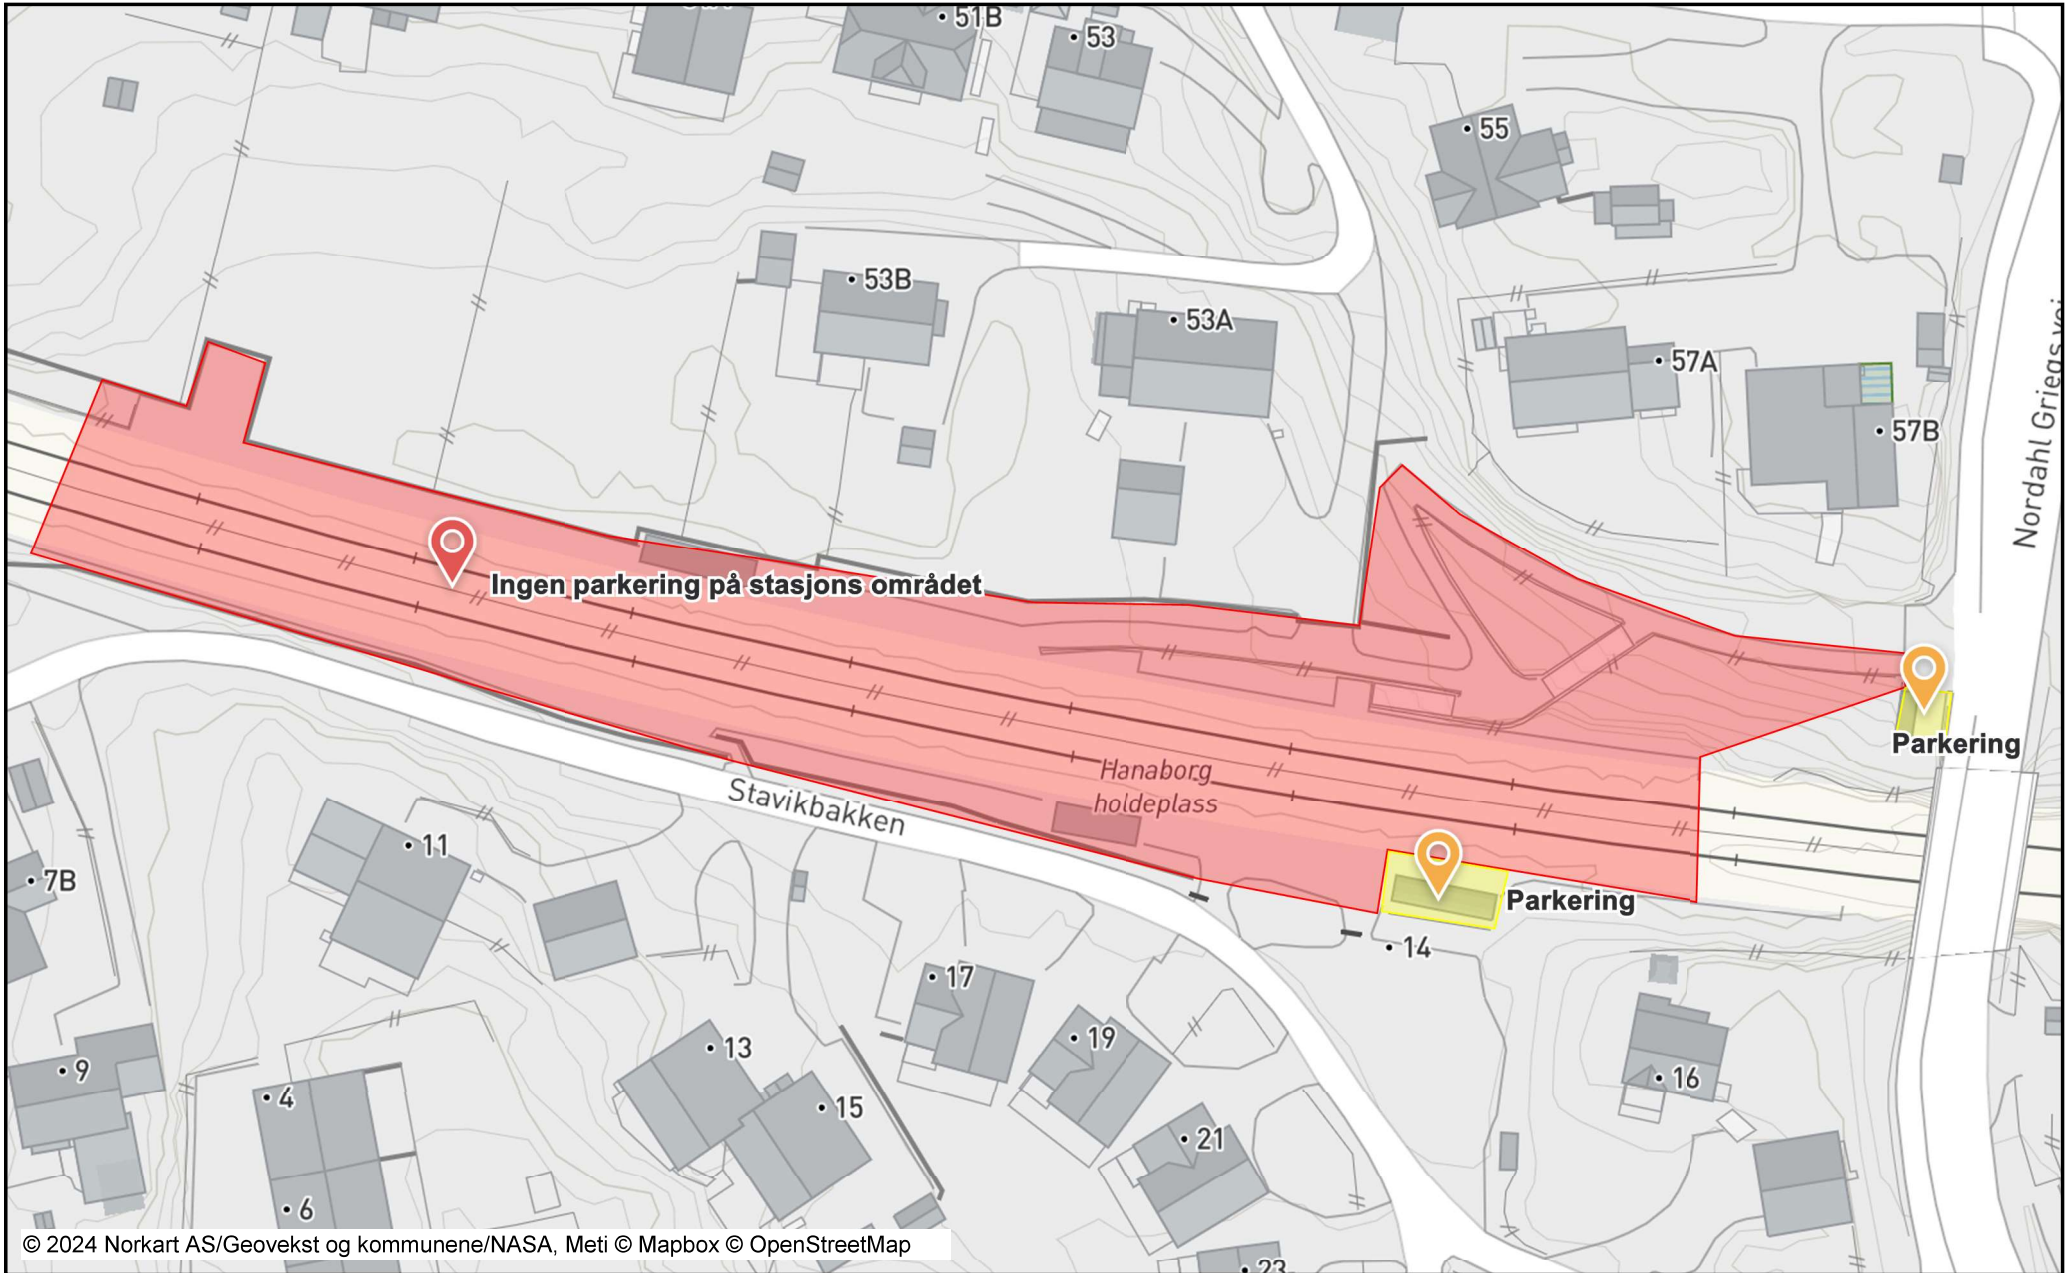 51B
53
55
53B
53A
57A
57B
Nordahl Griegs vei
Ingen parkering på stasjons området
Parkering
Hanaborg
holdeplass
Stavikbakken
Parkering
11
7B
14
17
19
13
16
9
4
15
21
6
23
© 2024 Norkart AS/Geovekst og kommunene/NASA, Meti © Mapbox © OpenStreetMap